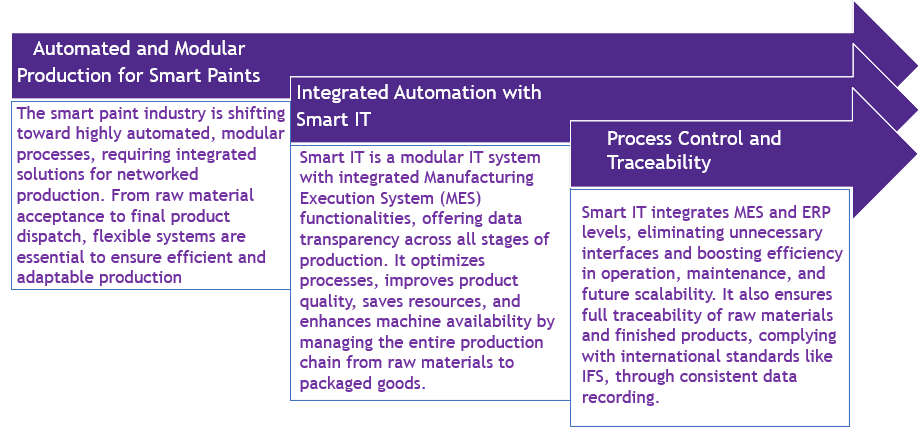 Automated and Modular
Production for Smart Paints
The smart paint industry is shifting
toward highly automated, modular
processes, requiring integrated
solutions for networked
production. From raw material
acceptance to final product
dispatch, flexible systems are
essential to ensure efficient and
adaptable production
Integrated Automation with
Smart IT
Smart IT is a modular IT system
with integrated Manufacturing
Execution System (MES)
functionalities, offering data
transparency across all stages of
production. It optimizes
processes, improves product
quality, saves resources, and
enhances machine availability by
managing the entire production
chain from raw materials to
packaged goods.
Process Control and
Traceability
Smart IT integrates MES and ERP
levels, eliminating unnecessary
interfaces and boosting efficiency
in operation, maintenance, and
future scalability. It also ensures
full traceability of raw materials
and finished products, complying
with international standards like
IFS, through consistent data
recording.